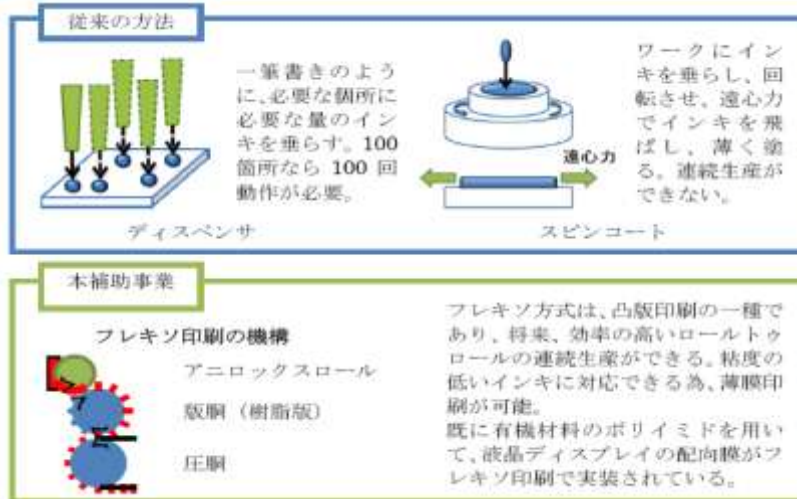 従来の方法
一筆書きのよう
に、必要な個所に
必要な量のイン
キを垂らす。100
箇所なら 100 回
動作が必要。
ディスペンサ
ワークにイン
キを垂らし、回
転させ、遠心力
でインキを飛
ばし、薄く塗
る。連続生産が
できない。
遠心力
スピンコート
本補助事業
フレキソ印刷の機構
アニロックスロール
版胴（樹脂版）
圧胴
フレキソ方式は、凸版印刷の一種で
あり、将来、効率の高いロールトゥ
ロールの連続生産ができる。粘度の
低いインキに対応できる為、薄膜印
刷が可能。
既に有機材料のポリイミドを用い
て、液晶ディスプレイの配向膜がフ
レキソ印刷で実装されている。